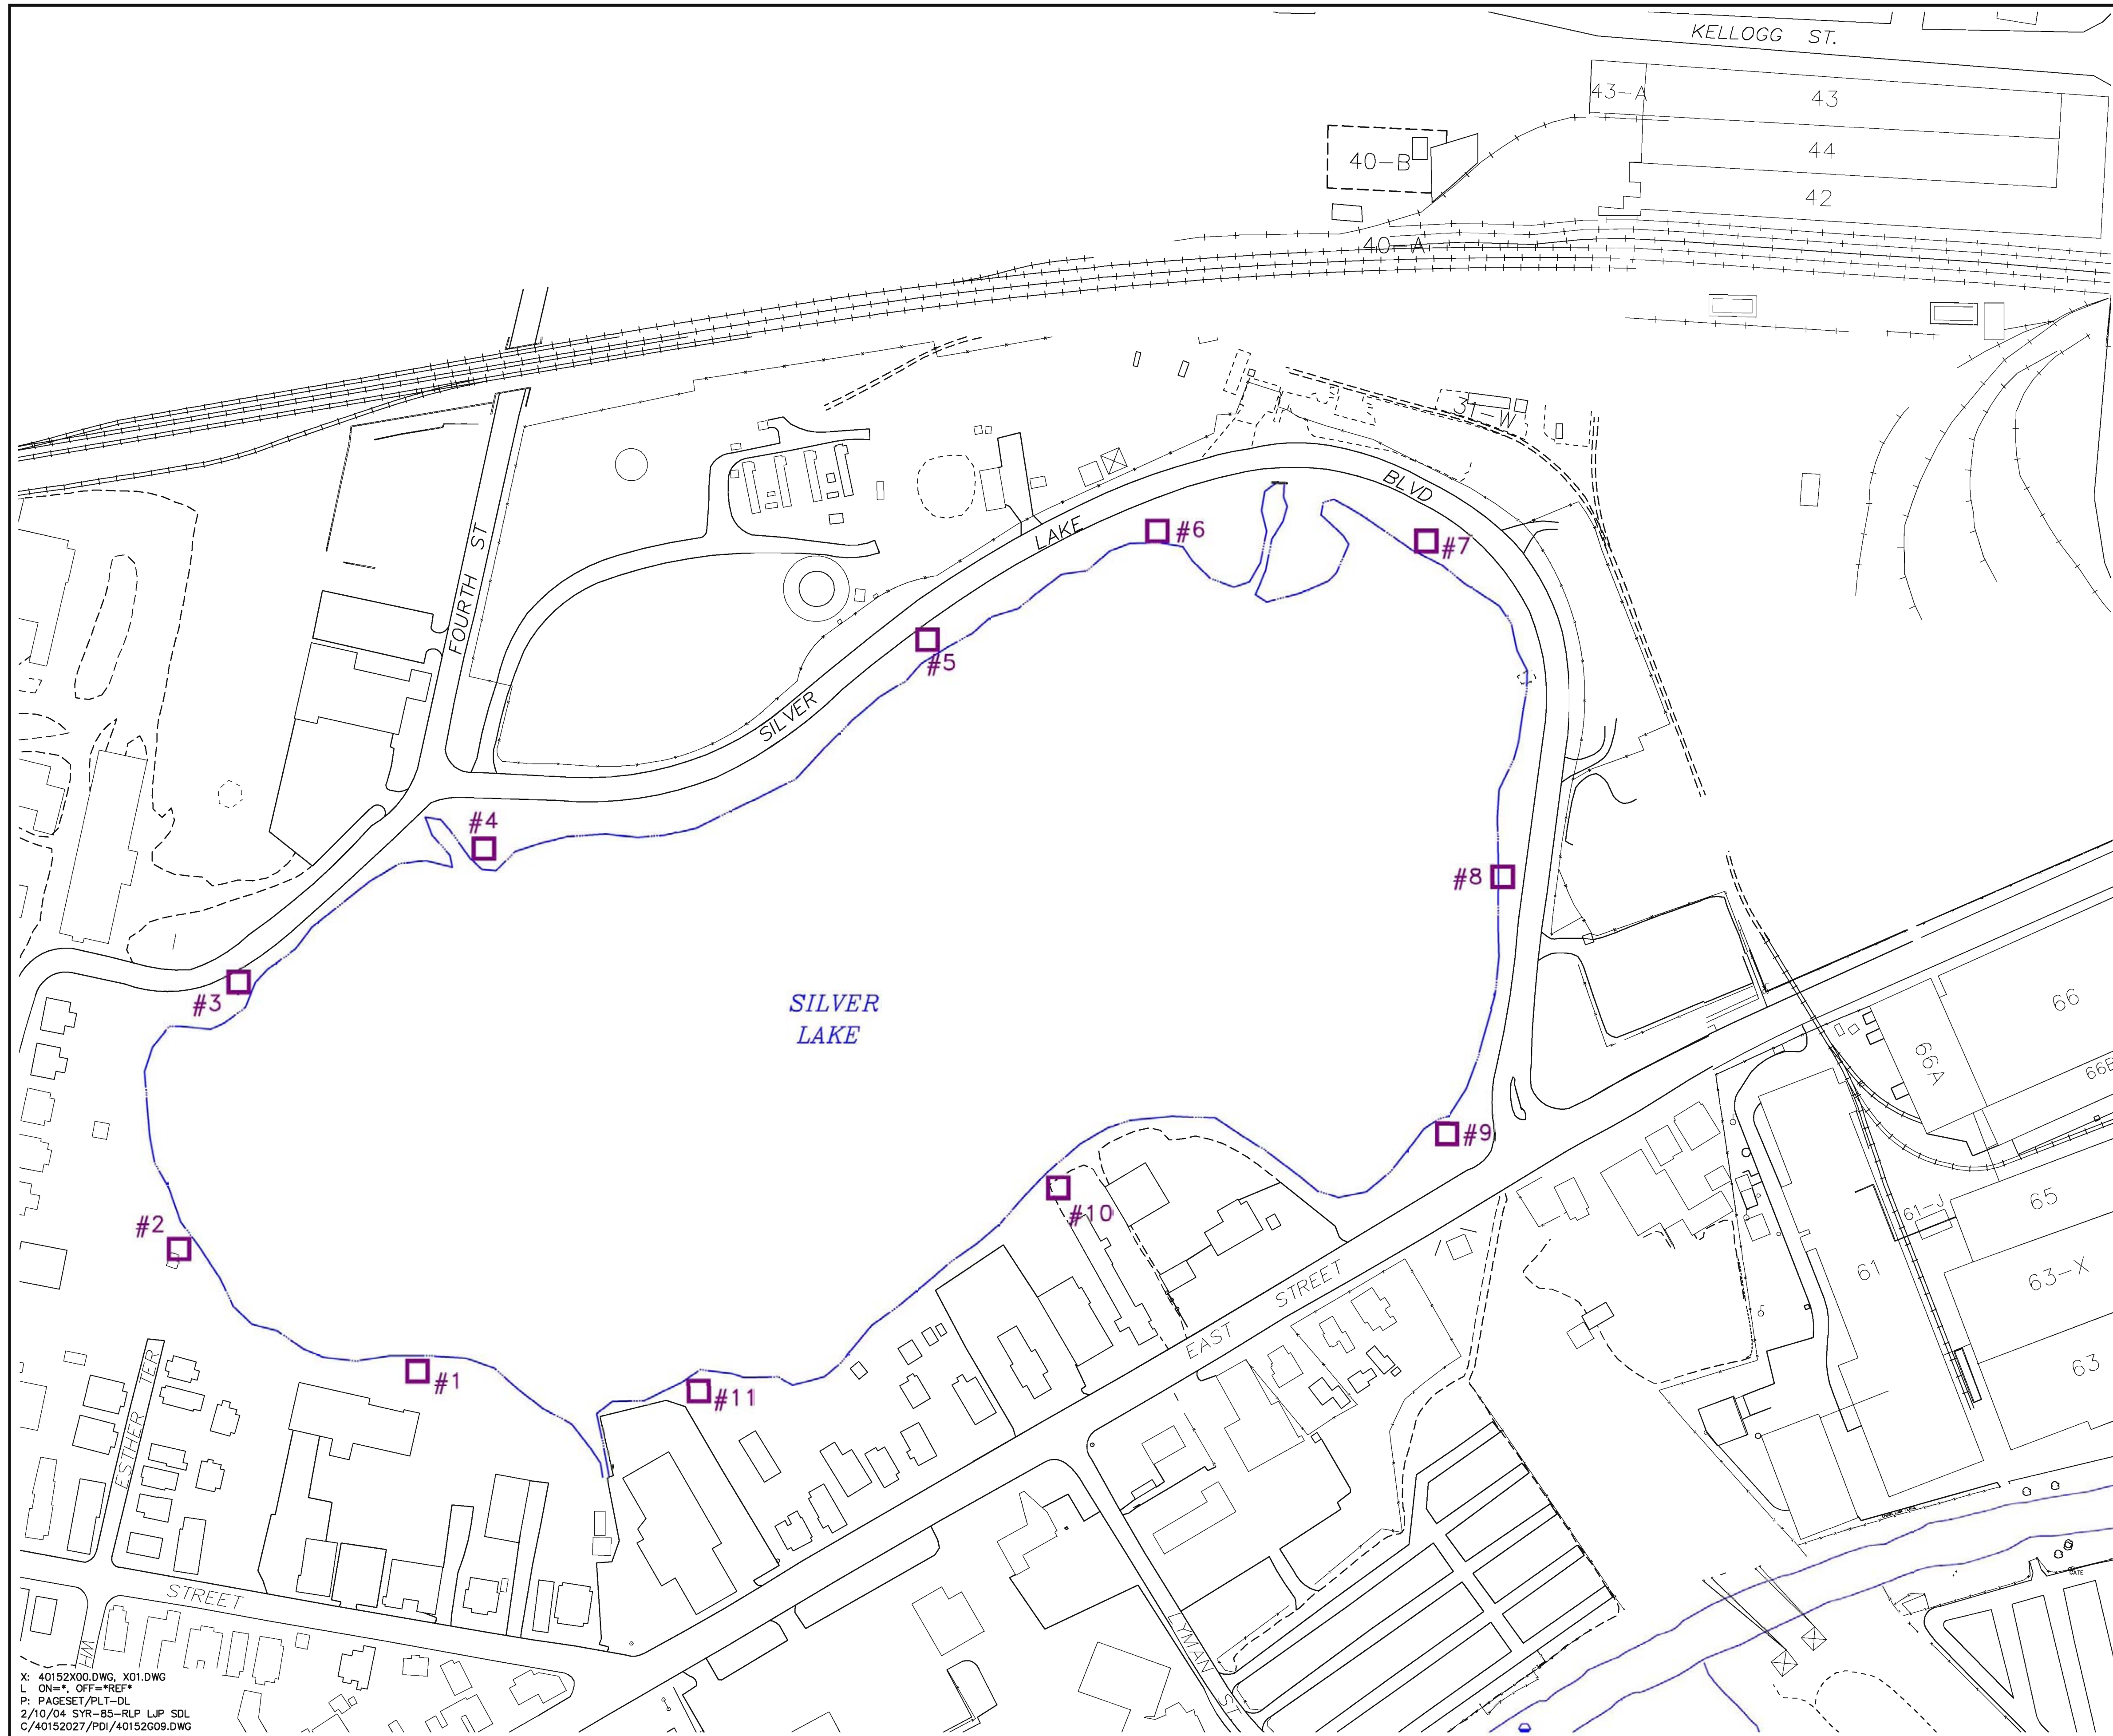 KELLOGG ST.
43-A
43
40-B
44
42
40-A
31-W
BLVD
LAKE
#6
#7
FOURTH ST
#5
SILVER
#4
#8
#3
SILVER
LAKE
66
66A
66B
#9
#10
#2
61-J
65
61
63-X
STREET
EAST
63
#1
#11
ESTHER TER
STREET
LYMAN ST
GATE
X: 40152X00.DWG, X01.DWG
L ON=*, OFF=*REF*
P: PAGESET/PLT-DL
2/10/04 SYR-85-RLP LJP SDL
C/40152027/PDI/40152G09.DWG